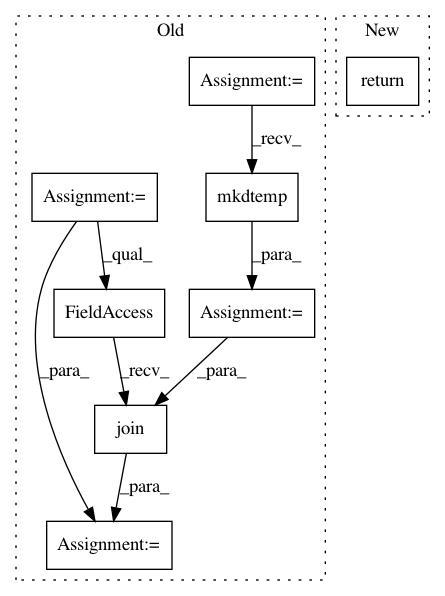 Old
New
Assignment:=
return
_recv_
Assignment:=
mkdtemp
_qual_
_para_
FieldAccess
Assignment:=
_para_
_recv_
_para_
join
_para_
Assignment:=